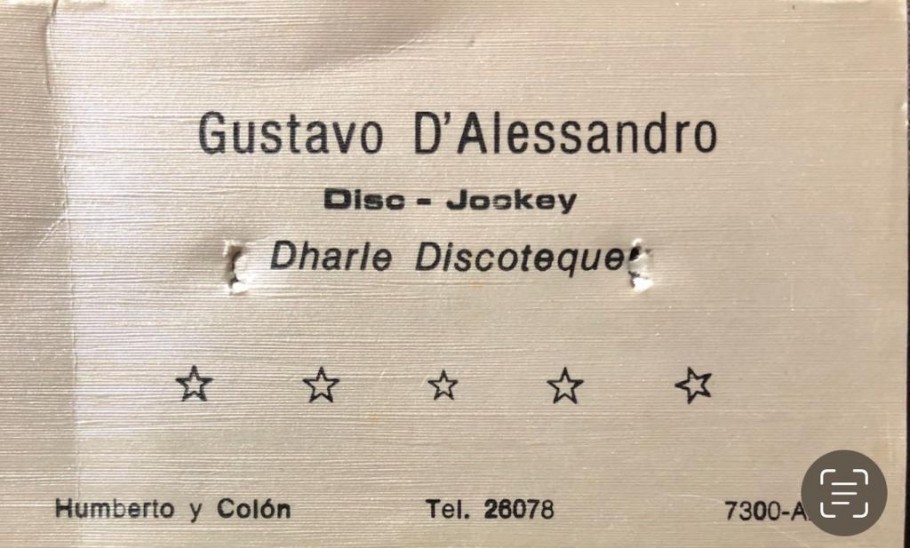 Gustavo D'Alessandro
Disc - Jockey
Dharle Discoteque
Humberto y Colón Tel. 26078 7300-A